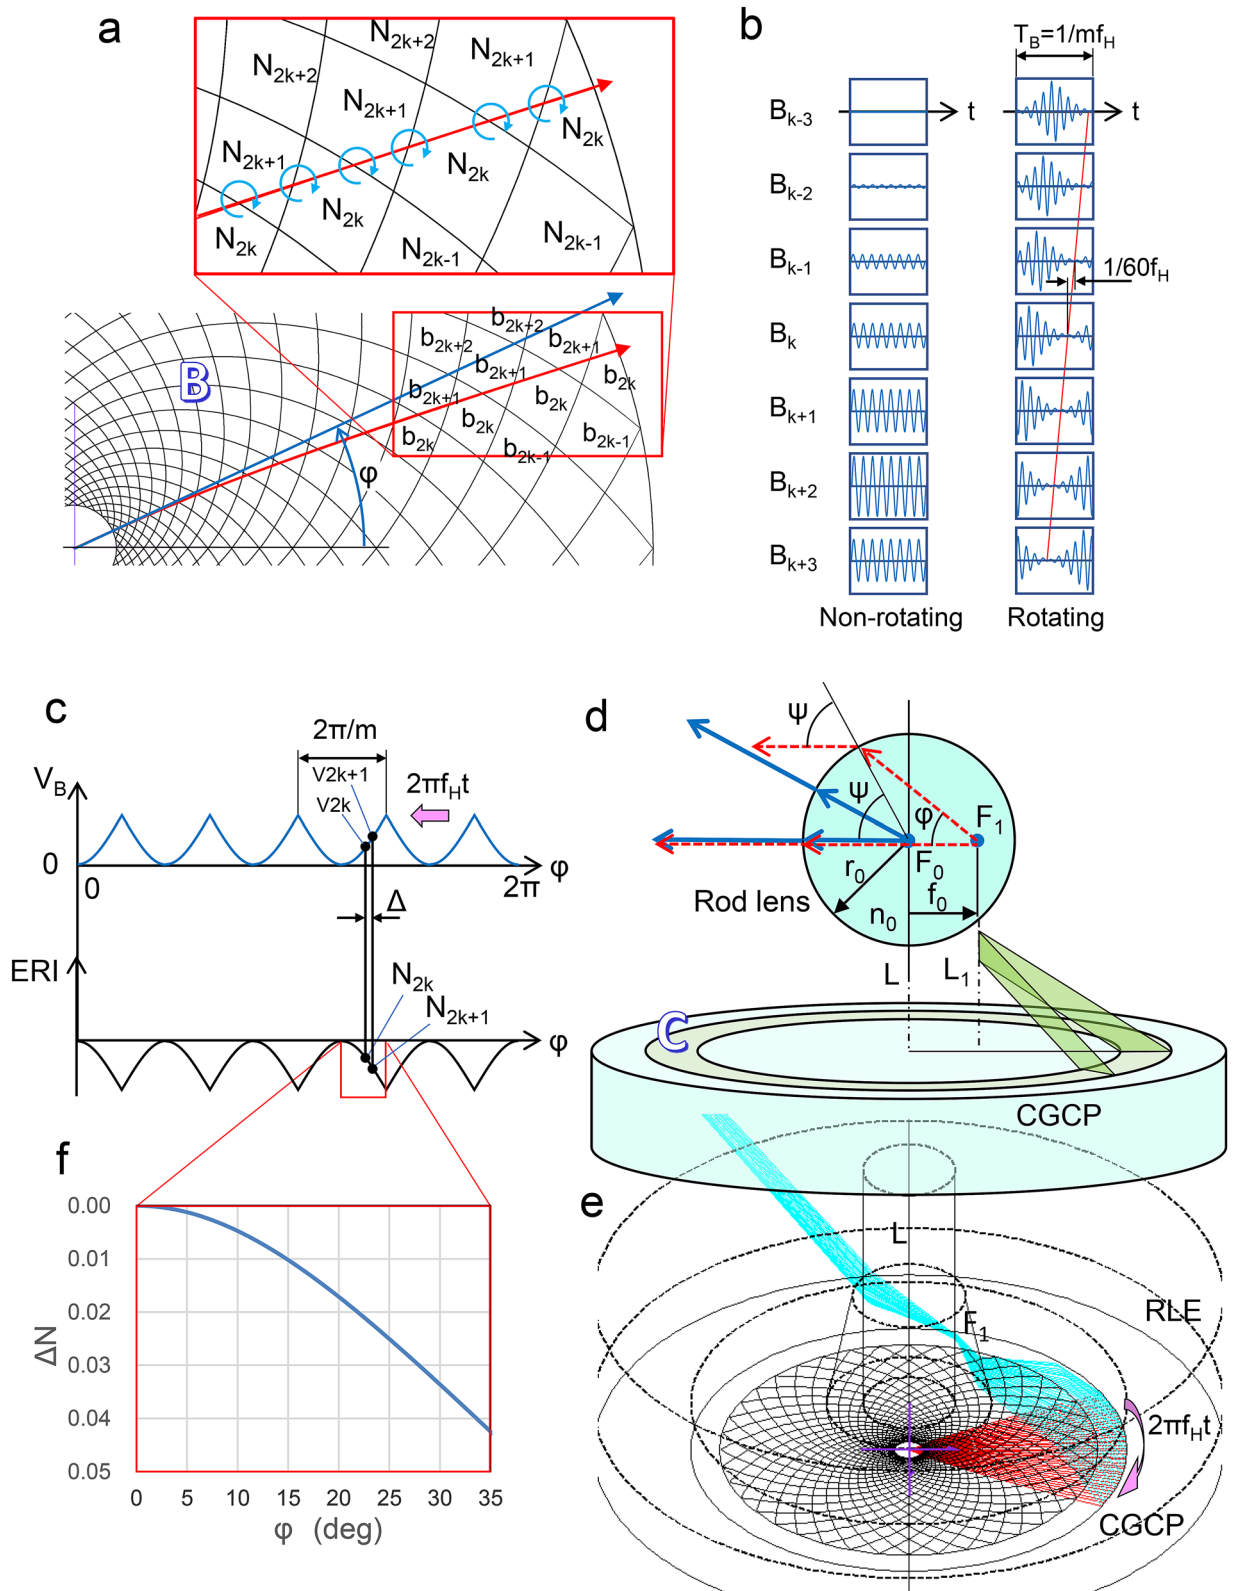 a
N2k+2
N2k+1
N2k+2
N2k+1
N2k
N2k+1
N2k
N2k
N2k
N2k-1
N2k-1
B
b2k+2
b2k+2
b2k+1
b2k+1
b2k
b2k+1
b2k
b2k
b2k
b2k-1
b2k-1
φ
b
TB=1/mfH
Bk-3
t
t
Bk-2
Bk-1
1/60fH
Bk
Bk+1
Bk+2
Bk+3
Non-rotating
Rotating
c
2π/m
VB
V2k+1
V2k
2πfHt
0
0
2π
φ
Δ
ERI
N2k
N2k+1
φ
d
ψ
ψ
φ
F1
F0
r0
f0
Rod lens
n0
L
L1
C
CGCP
f
0.00
0.01
0.02
0.03
0.04
0.05
ΔN
0
5
10
15
20
25
30
35
φ (deg)
e
L
F1
RLE
2πfHt
CGCP